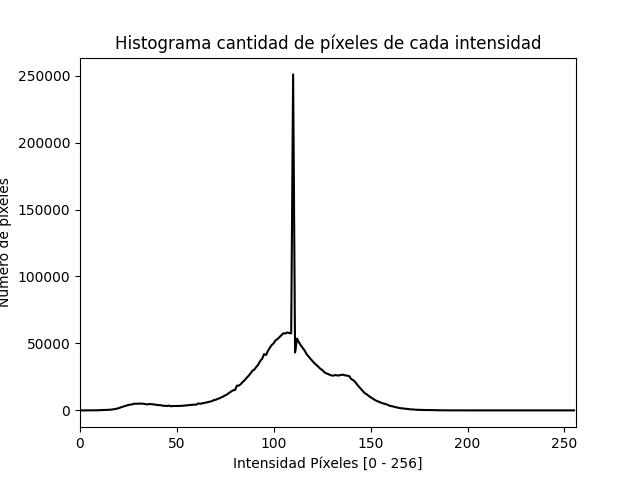 Histograma cantidad de píxeles de cada intensidad
250000
200000
150000
100000
50000
0
Número de píxeles
0 50 100 150 200 250
Intensidad Píxeles [0 - 256]